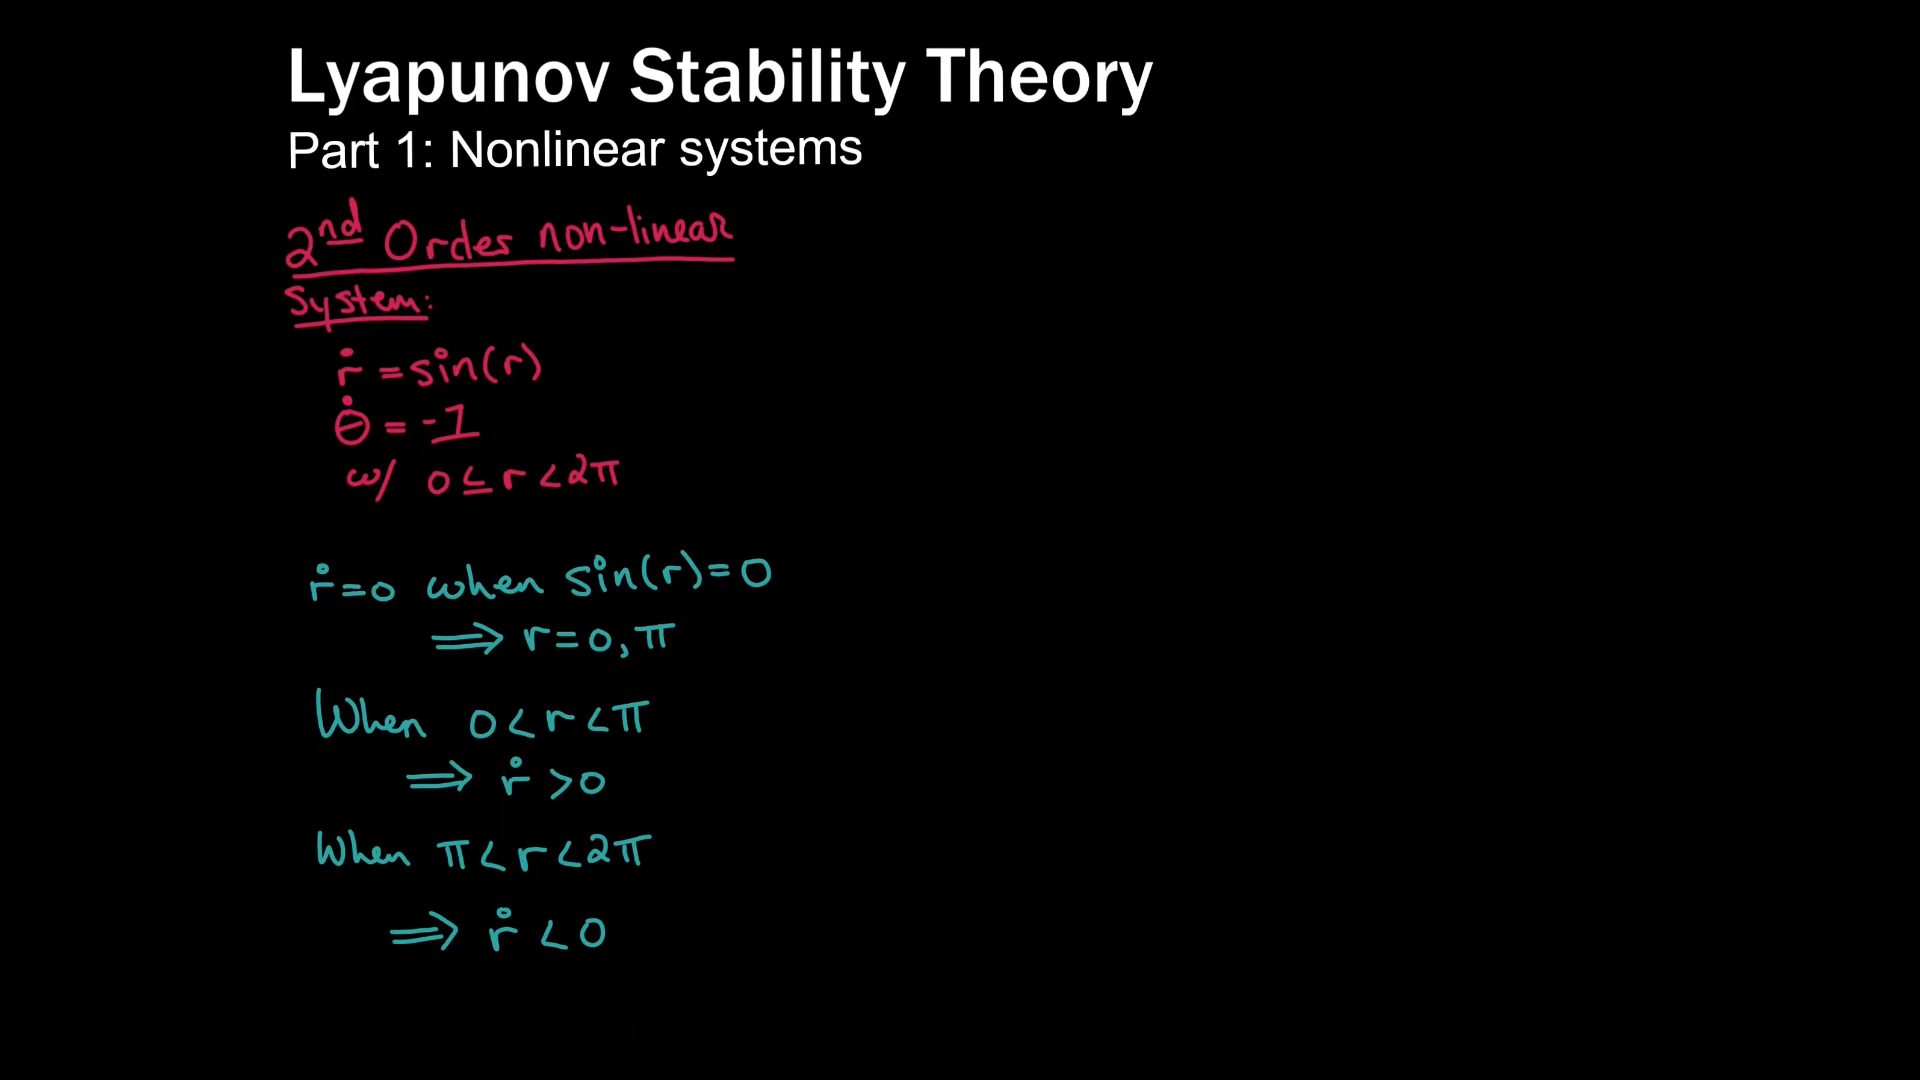 Lyapunov Stability Theory
Part 1: Nonlinear systems
2nd Order non-linear
System:
ṙ = sin(r)
θ̇ = -1
w/ 0 ≤ r < 2π
ṙ = 0 when sin(r) = 0
⟹ r = 0, π
When 0 < r < π
⟹ ṙ > 0
When π < r < 2π
⟹ ṙ < 0